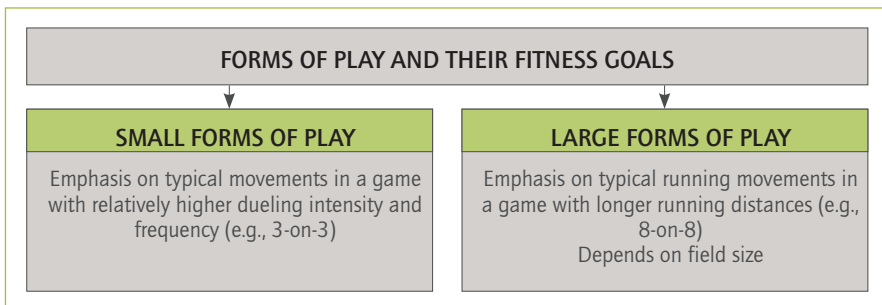 FORMS OF PLAY AND THEIR FITNESS GOALS
SMALL FORMS OF PLAY
Emphasis on typical movements in a game
with relatively higher dueling intensity and
frequency (e.g., 3-on-3)
LARGE FORMS OF PLAY
Emphasis on typical running movements in
a game with longer running distances (e.g.,
8-on-8)
Depends on field size